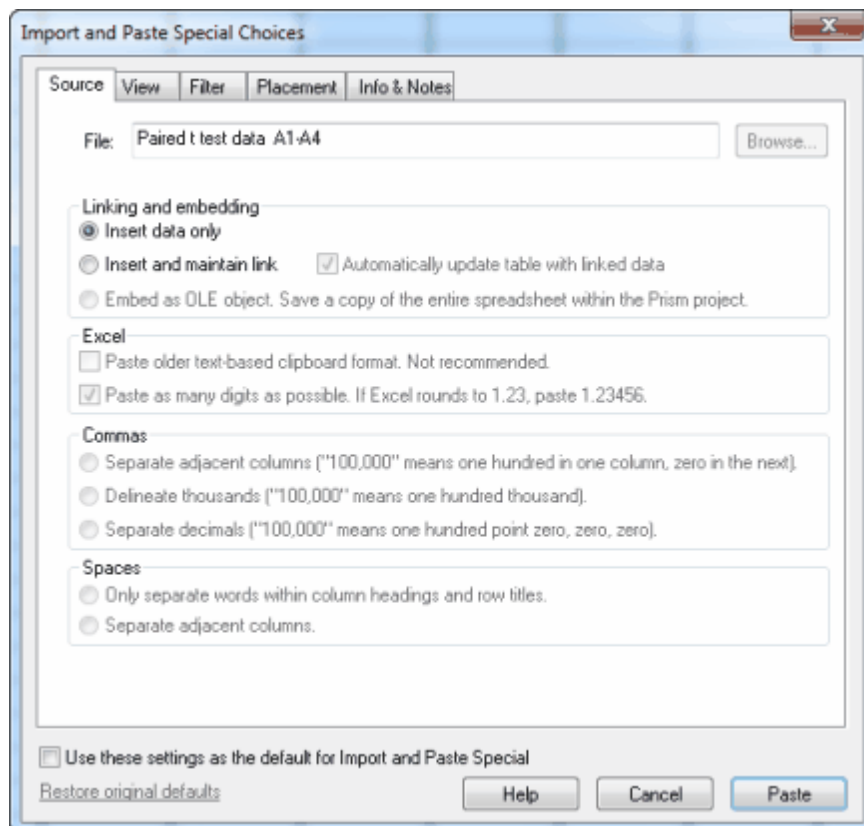 Import and Paste Special Choices
Source View Filter Placement Info & Notes
File: Paired t test data A1-A4 Browse...
Linking and embedding
Insert data only
Insert and maintain link Automatically update table with linked data
Embed as OLE object. Save a copy of the entire spreadsheet within the Prism project.
Excel
Paste older text-based clipboard format. Not recommended.
Paste as many digits as possible. If Excel rounds to 1.23, paste 1.23456.
Commas
Separate adjacent columns ("100,000" means one hundred in one column, zero in the next).
Delineate thousands ("100,000" means one hundred thousand).
Separate decimals ("100,000" means one hundred point zero, zero, zero).
Spaces
Only separate words within column headings and row titles.
Separate adjacent columns.
Use these settings as the default for Import and Paste Special
Restore original defaults Help Cancel Paste